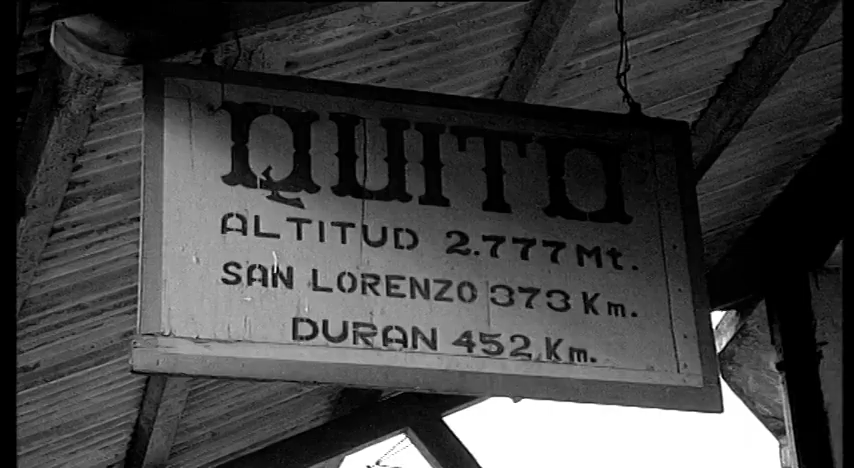 QUITO
ALTITUD 2.777 Mt.
SAN LORENZO 373 Km.
DURAN 452 Km.